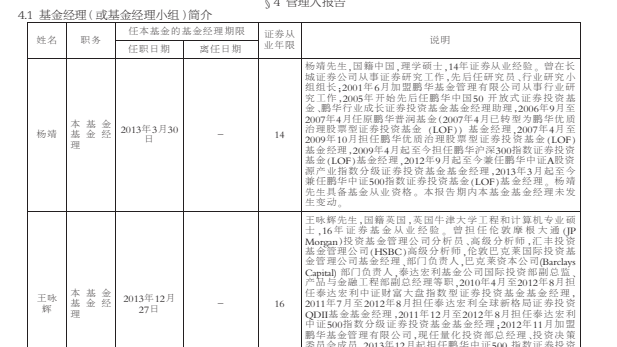 §4 管理人报告
4.1 基金经理(或基金经理小组)简介
姓名
职务
任本基金的基金经理期限
证券从
业年限
说明
任职日期
离任日期
杨靖
本基金
基金经
理
2013年3月30
日
–
14
杨靖先生,国籍中国,理学硕士,14年证券从业经验。曾在长
城证券公司从事证券研究工作,先后任研究员、行业研究小
组组长;2001年6月加盟鹏华基金管理有限公司从事行业研
究工作,2005年开始先后任鹏华中国50 开放式证券投资基
金、鹏华行业成长证券投资基金基金经理助理,2006年9月至
2007年4月任原鹏华普润基金(2007年4月已转型为鹏华优质
治理股票型证券投资基金 (LOF)) 基金经理,2007年4月至
2009年10月担任鹏华优质治理股票型证券投资基金(LOF)
基金经理,2009年4月起至今担任鹏华沪深300指数证券投资
基金(LOF)基金经理,2012年9月起至今兼任鹏华中证A股资
源产业指数分级证券投资基金基金经理,2013年3月起至今
兼任鹏华中证500指数证券投资基金(LOF)基金经理。杨靖
先生具备基金从业资格。本报告期内本基金基金经理未发
生变动。
王咏
辉
本基金
基金经
理
2013年12月
27日
–
16
王咏辉先生,国籍英国,英国牛津大学工程和计算机专业硕
士,16年证券基金从业经验。曾担任伦敦摩根大通(JP
Morgan)投资基金管理公司分析员、高级分析师,汇丰投资
基金管理公司(HSBC)高级分析师,伦敦巴克莱国际投资基
金管理公司基金经理、部门负责人,巴克莱资本公司(Barclays
Capital) 部门负责人,泰达宏利基金公司国际投资部副总监、
产品与金融工程部副总经理等职,2010年4月至2012年8月担
任泰达宏利中证财富大盘指数型证券投资基金基金经理,
2011年7月至2012年8月担任泰达宏利全球新格局证券投资
QDII基金基金经理,2011年12月至2012年8月担任泰达宏利
中证500指数分级证券投资基金基金经理;2012年11月加盟
鹏华基金管理有限公司,现任量化投资部总经理、投资决策
委员会成员,2013年12月起担任鹏华中证500 指数证券投资